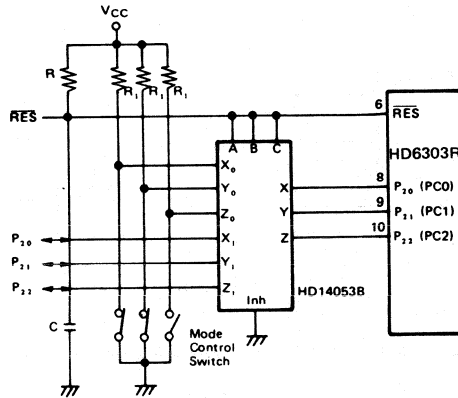 V_CC
R
R₁
R₁
R₁
RES
6
RES
A
B
C
HD6303R
X₀
Y₀
Z₀
X
8
P₂₀ (PC0)
Y
9
P₂₁ (PC1)
Z
10
P₂₂ (PC2)
P₂₀
X₁
P₂₁
Y₁
P₂₂
Z₁
Inh
HD14053B
C
Mode
Control
Switch